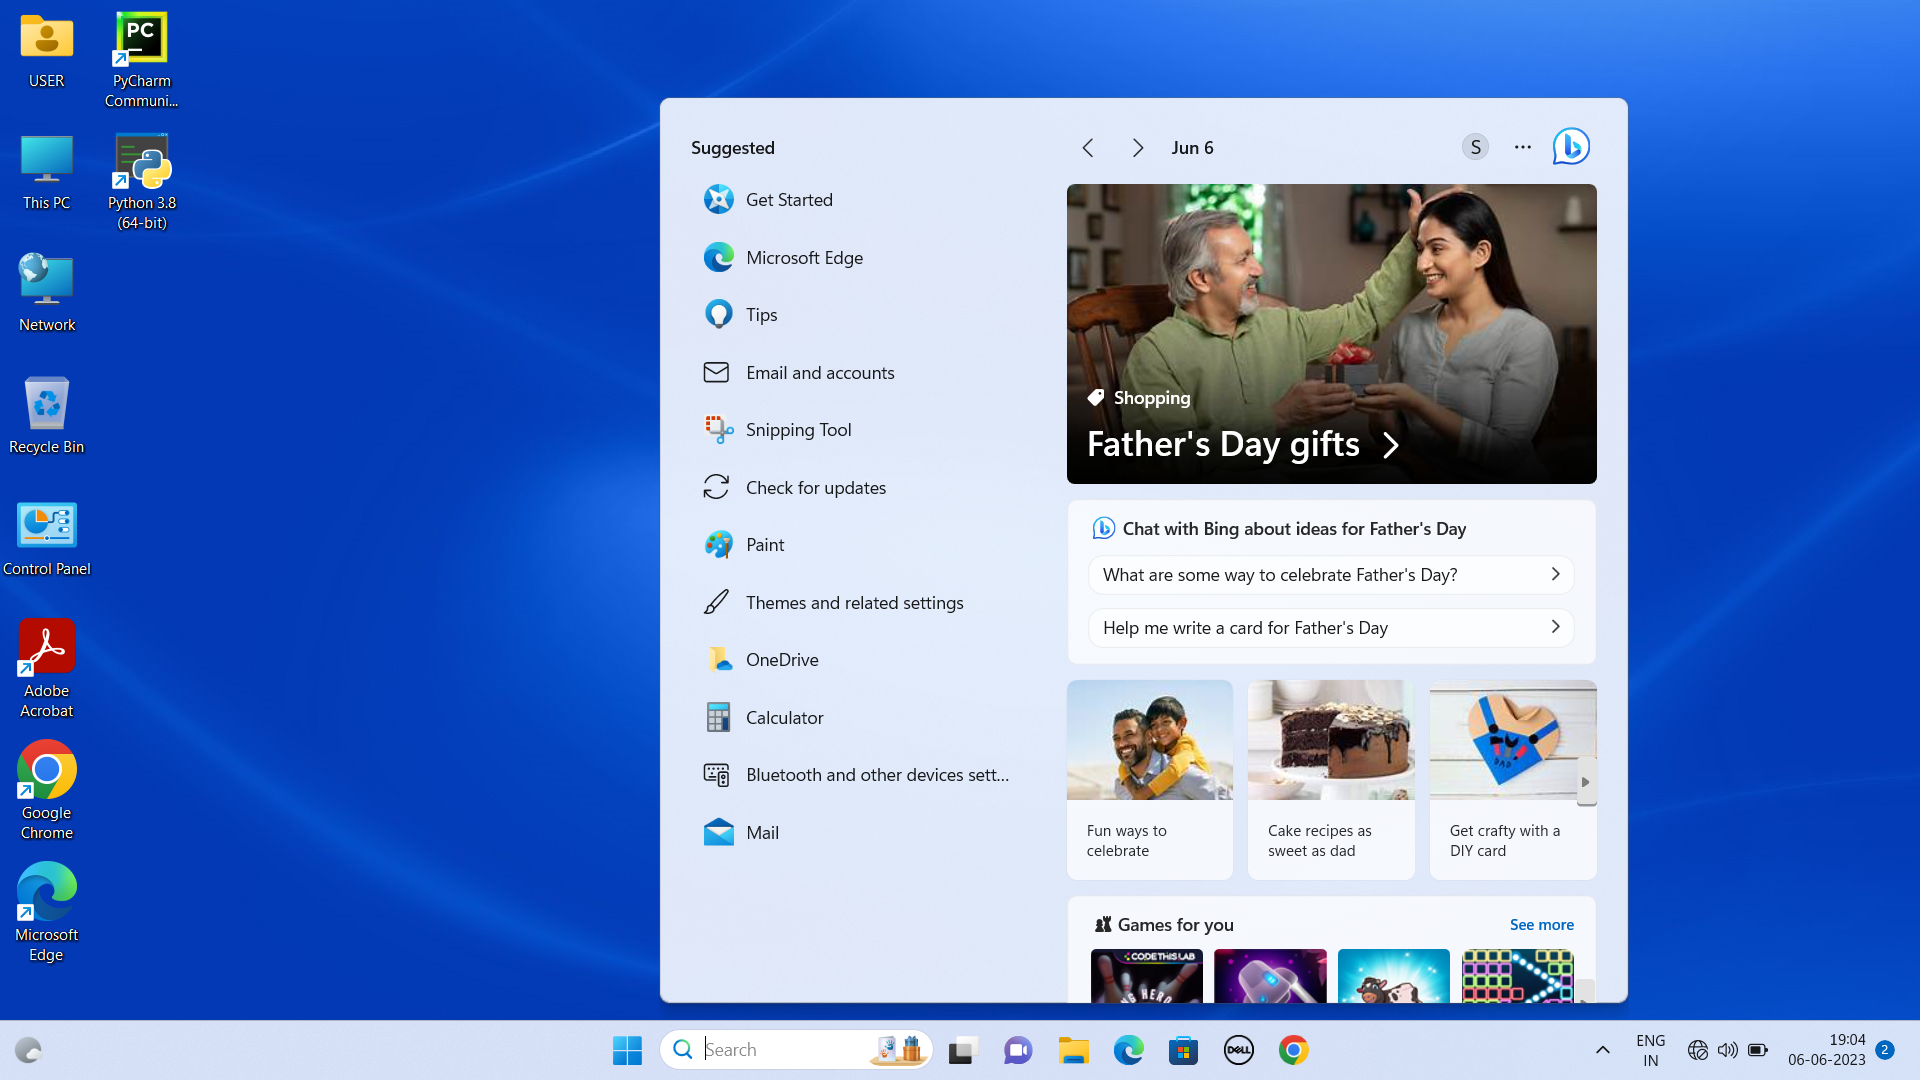 USER
PC
PyCharm
Communi...
This PC
Python 3.8
(64-bit)
Network
Recycle Bin
Control Panel
Adobe
Acrobat
Google
Chrome
Microsoft
Edge
Suggested
Get Started
Microsoft Edge
Tips
Email and accounts
Snipping Tool
Check for updates
Paint
Themes and related settings
OneDrive
Calculator
Bluetooth and other devices sett...
Mail
Jun 6
S
Shopping
Father's Day gifts
Chat with Bing about ideas for Father's Day
What are some way to celebrate Father's Day?
Help me write a card for Father's Day
DAD
Fun ways to
celebrate
Cake recipes as
sweet as dad
Get crafty with a
DIY card
Games for you
See more
CODETHISLAB
Search
DELL
ENG
IN
19:04
06-06-2023
2